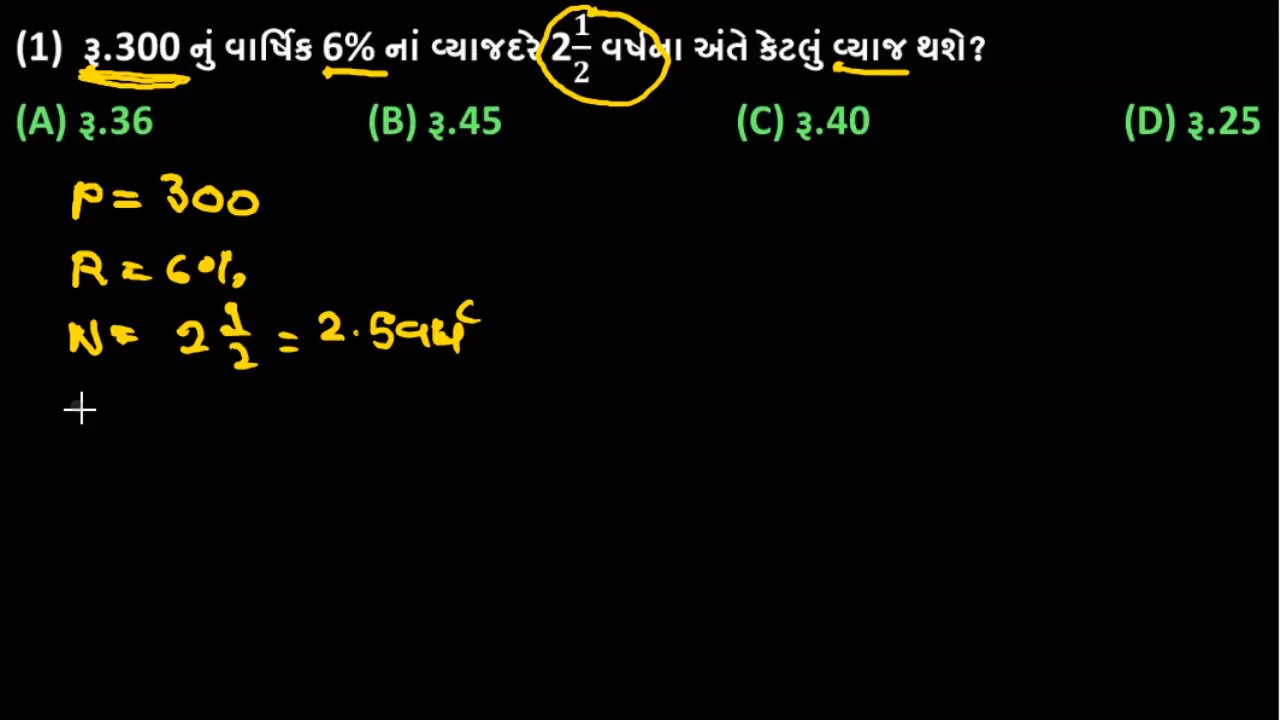 (1) રૂ.300 નું વાર્ષિક 6% નાં વ્યાજદરે 2 1/2 વર્ષના અંતે કેટલું વ્યાજ થશે?
(A) રૂ.36 (B) રૂ.45 (C) રૂ.40 (D) રૂ.25
P = 300
R = 6%
N = 2 1/2 = 2.5 વર્ષ